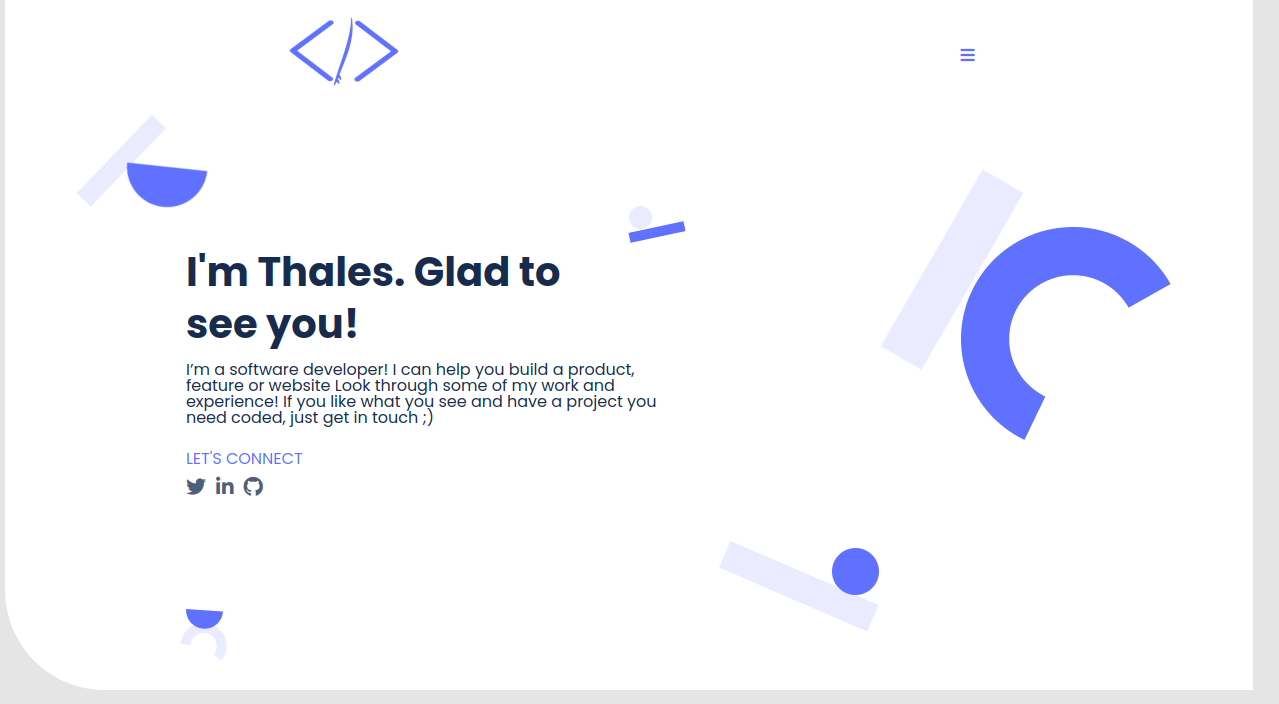 I'm Thales. Glad to
see you!
I’m a software developer! I can help you build a product,
feature or website Look through some of my work and
experience! If you like what you see and have a project you
need coded, just get in touch ;)
LET'S CONNECT